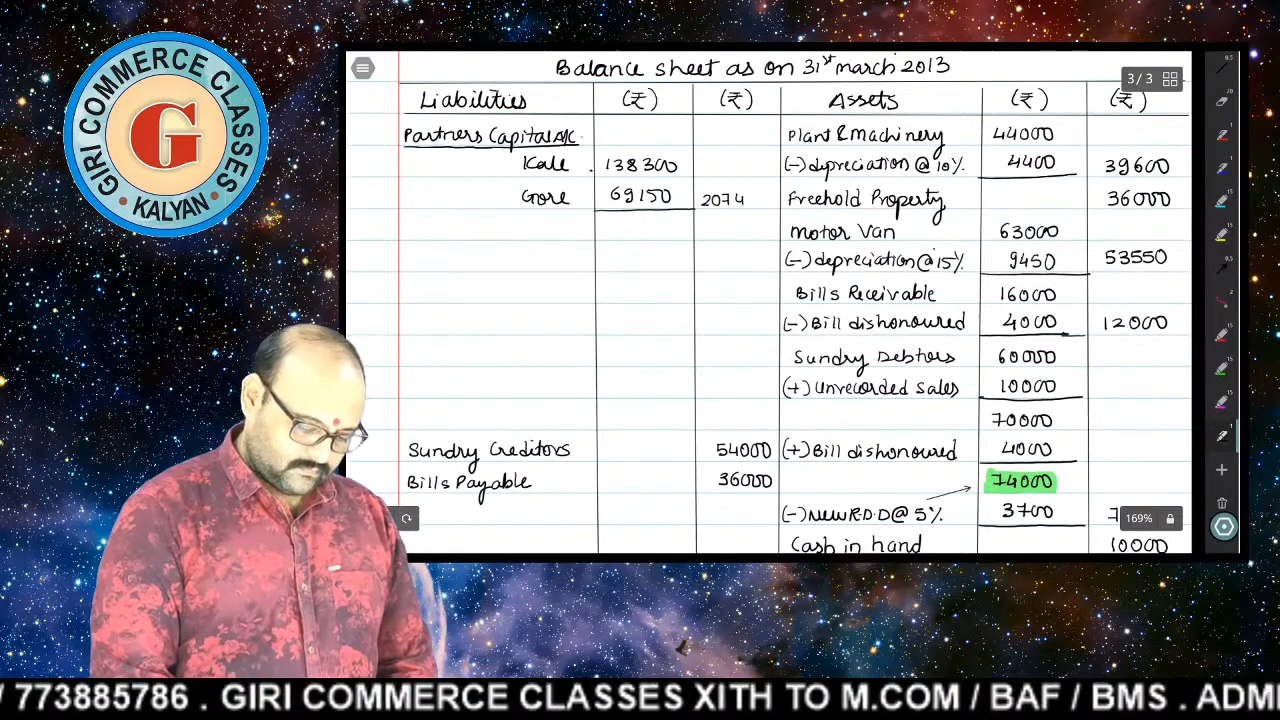 GIRI COMMERCE CLASSES
G
• KALYAN •
Balance sheet as on 31st march 2013
3/3
Liabilities (₹) (₹) Assets (₹) (₹)
Partners Capital A/c. Plant & Machinery 44000
Kale . 138300 (-) depreciation @ 10%. 4400 39600
Gore 69150 2074 Freehold Property 36000
Motor Van 63000
(-) depreciation @ 15%. 9450 53550
Bills Receivable 16000
(-) Bill dishonoured 4000 12000
Sundry Debtors 60000
(+) unrecorded sales 10000
70000
Sundry Creditors 54000 (+) Bill dishonoured 4000
Bills Payable 36000 74000
(-) New R.D.D @ 5%. 3700 7
169%
Cash in hand 10000
/ 773885786 . GIRI COMMERCE CLASSES XITH TO M.COM / BAF / BMS . ADMI